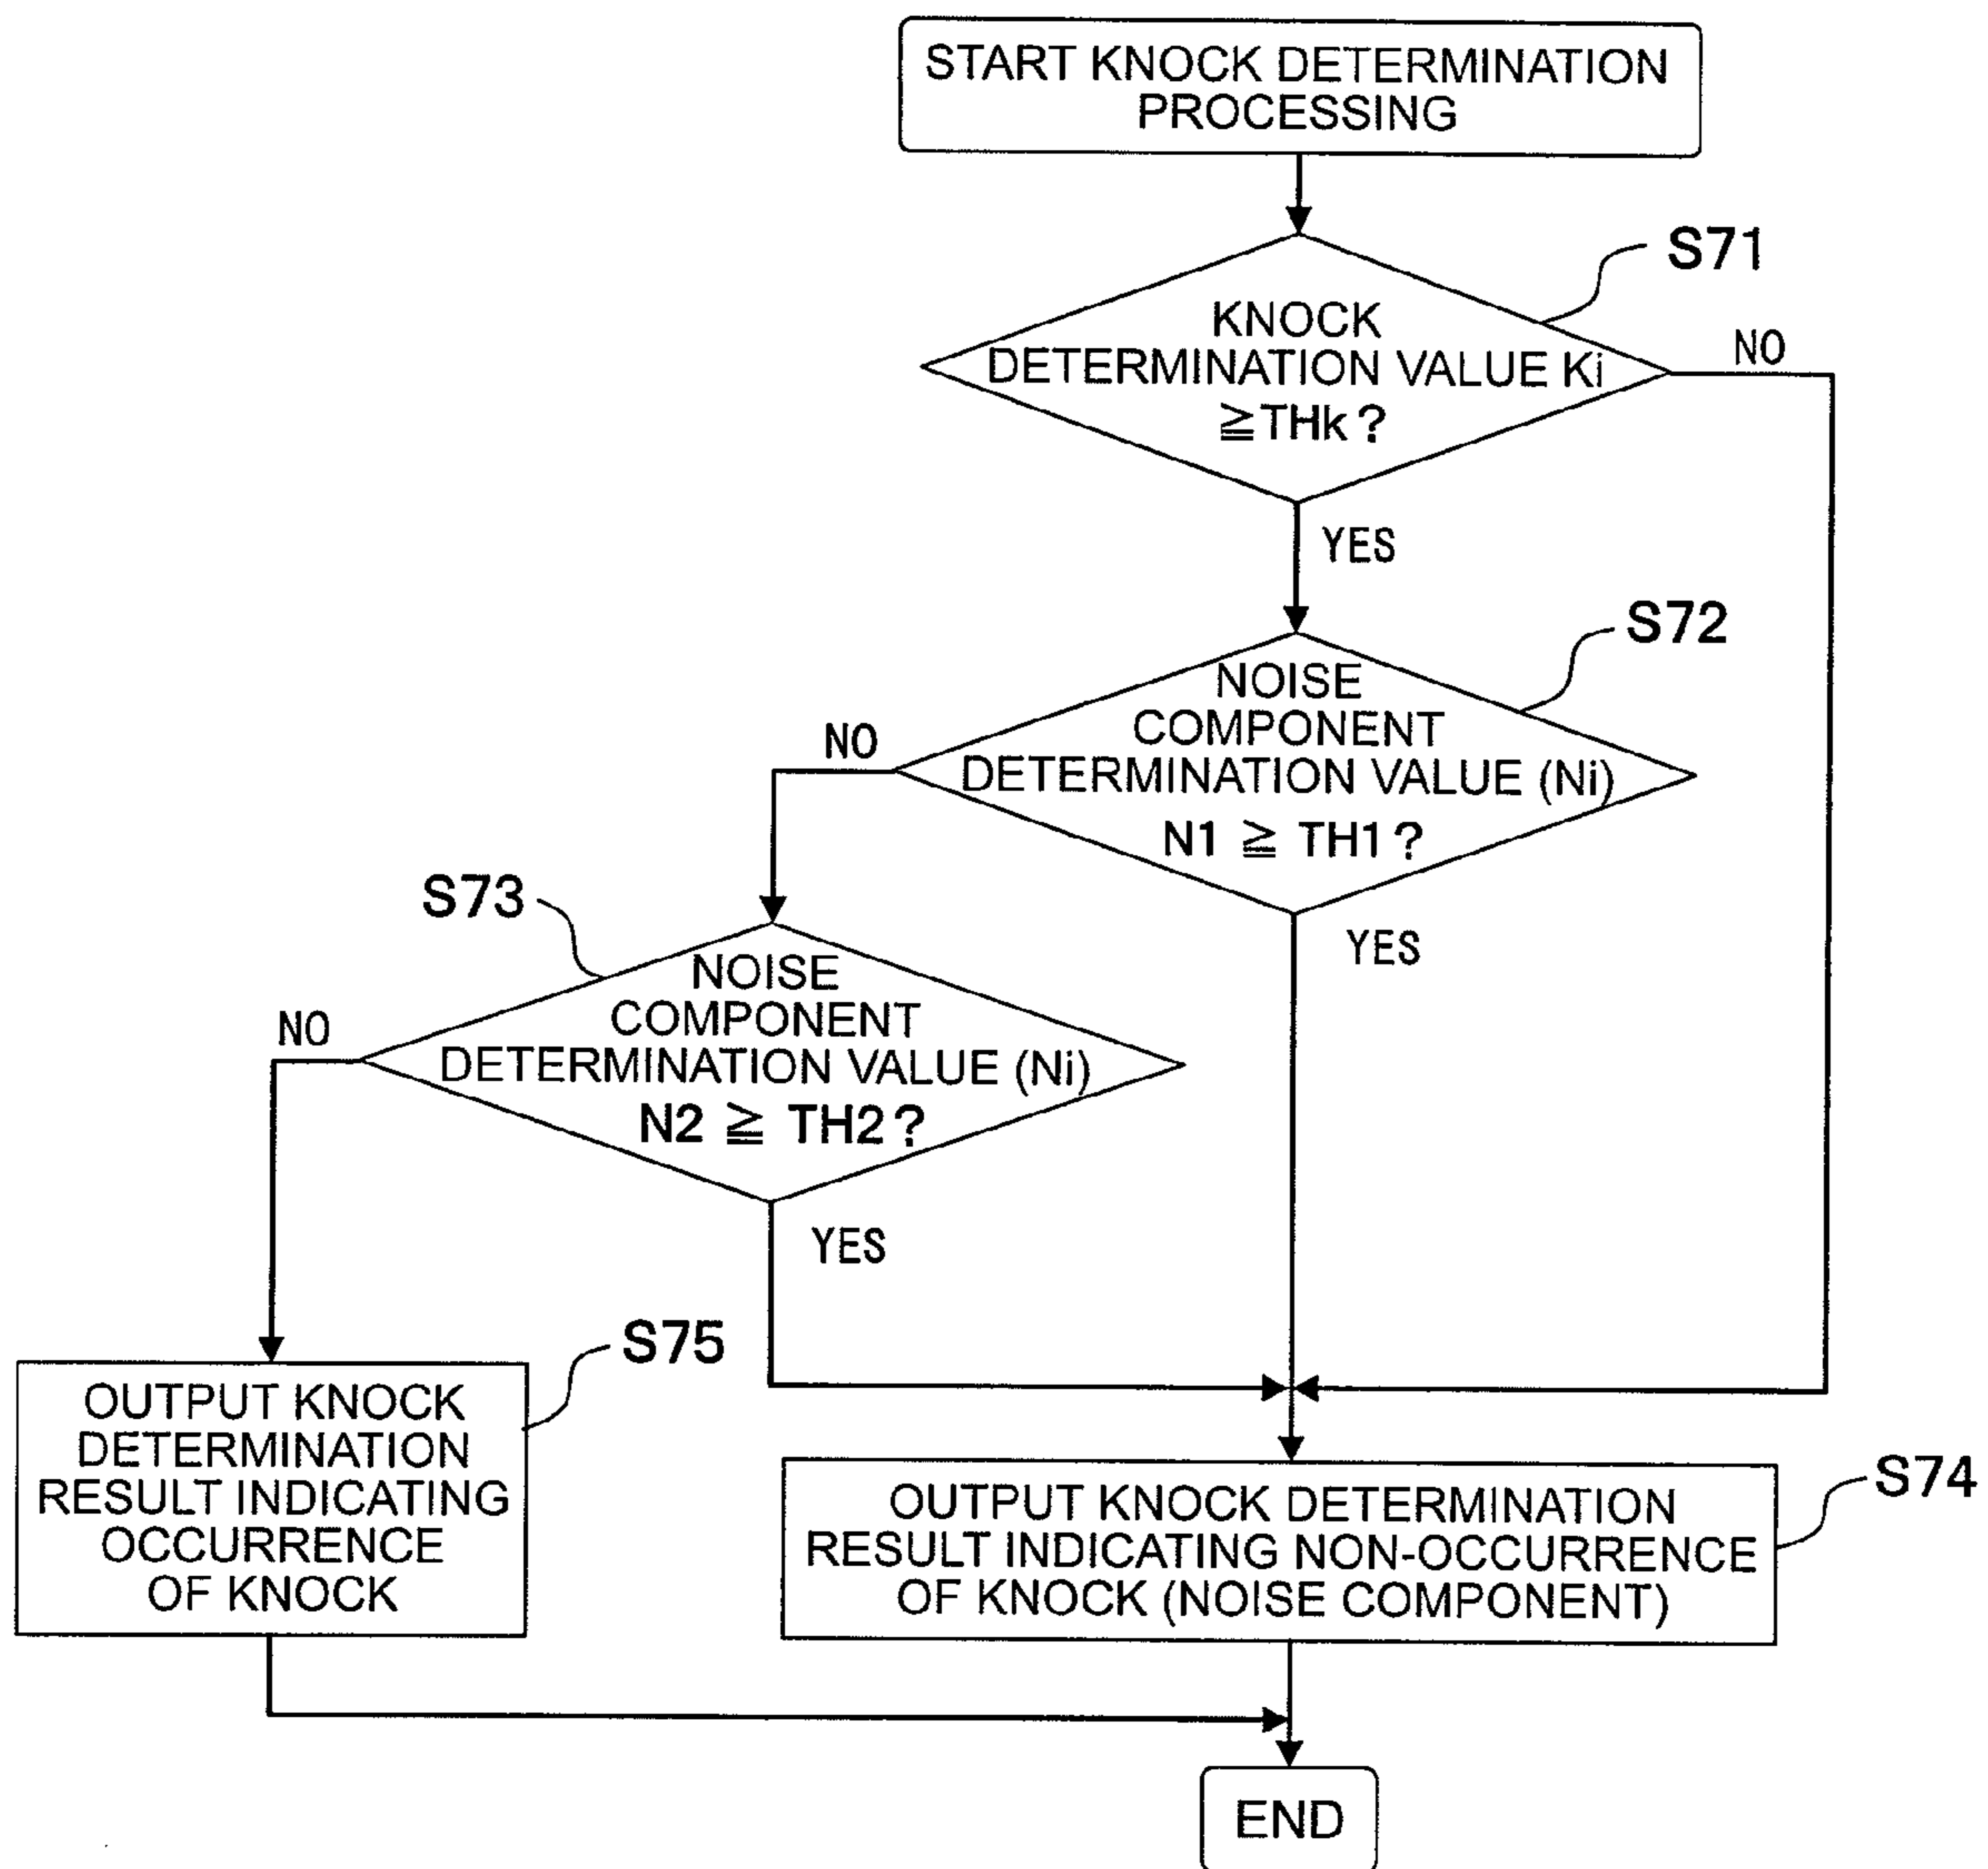 START KNOCK DETERMINATION
PROCESSING
S71
KNOCK
DETERMINATION VALUE Ki
≧THk?
NO
YES
S72
NOISE
COMPONENT
DETERMINATION VALUE (Ni)
N1 ≧ TH1?
NO
YES
S73
NOISE
COMPONENT
DETERMINATION VALUE (Ni)
N2 ≧ TH2?
NO
YES
S75
OUTPUT KNOCK
DETERMINATION
RESULT INDICATING
OCCURRENCE
OF KNOCK
S74
OUTPUT KNOCK DETERMINATION
RESULT INDICATING NON-OCCURRENCE
OF KNOCK (NOISE COMPONENT)
END